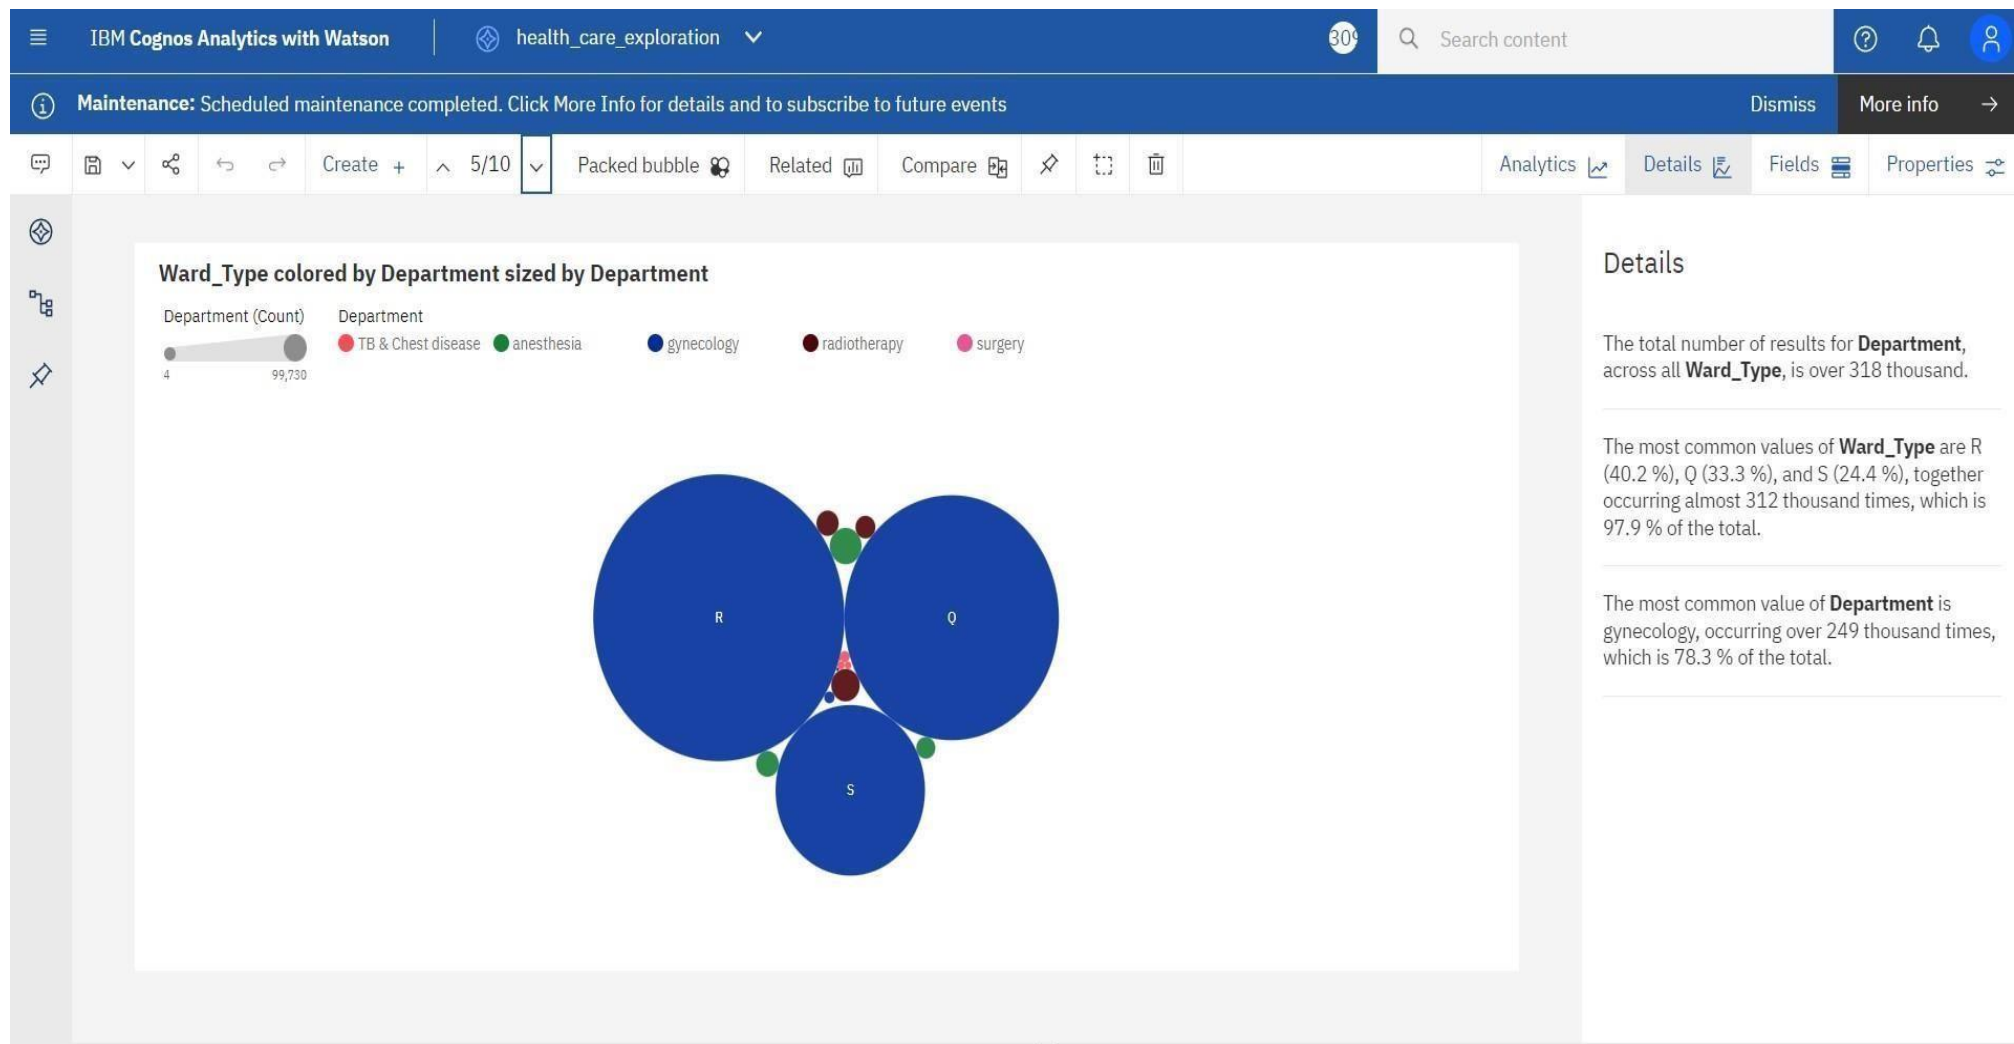 IBM Cognos Analytics with Watson
health_care_exploration
Search content
Maintenance: Scheduled maintenance completed. Click More Info for details and to subscribe to future events
Dismiss
More info
Create +
5/10
Packed bubble
Related
Compare
Analytics
Details
Fields
Properties
Ward_Type colored by Department sized by Department
Department (Count)
4
99,730
Department
TB & Chest disease
anesthesia
gynecology
radiotherapy
surgery
R
Q
S
Details
The total number of results for Department,
across all Ward_Type, is over 318 thousand.
The most common values of Ward_Type are R
(40.2 %), Q (33.3 %), and S (24.4 %), together
occurring almost 312 thousand times, which is
97.9 % of the total.
The most common value of Department is
gynecology, occurring over 249 thousand times,
which is 78.3 % of the total.